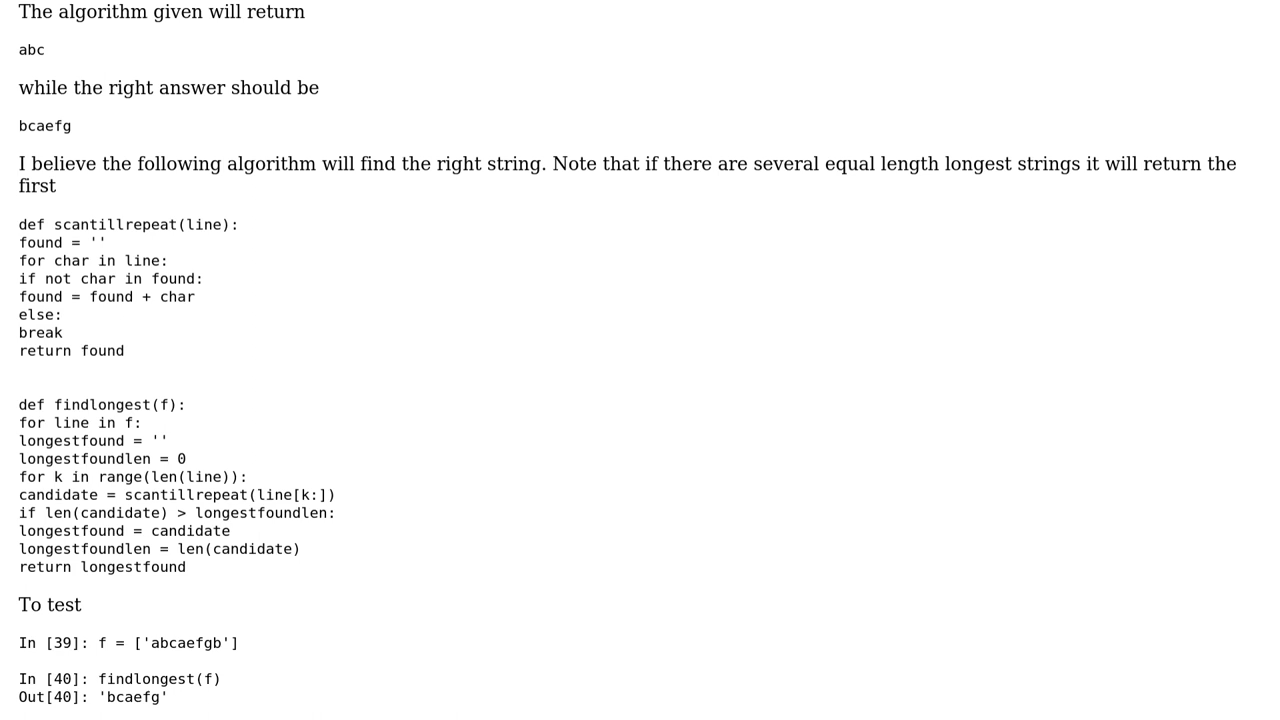 The algorithm given will return
abc
while the right answer should be
bcaefg
I believe the following algorithm will find the right string. Note that if there are several equal length longest strings it will return the
first
def scantillrepeat(line):
found = ''
for char in line:
if not char in found:
found = found + char
else:
break
return found
def findlongest(f):
for line in f:
longestfound = ''
longestfoundlen = 0
for k in range(len(line)):
candidate = scantillrepeat(line[k:])
if len(candidate) > longestfoundlen:
longestfound = candidate
longestfoundlen = len(candidate)
return longestfound
To test
In [39]: f = ['abcaefgb']
In [40]: findlongest(f)
Out[40]: 'bcaefg'